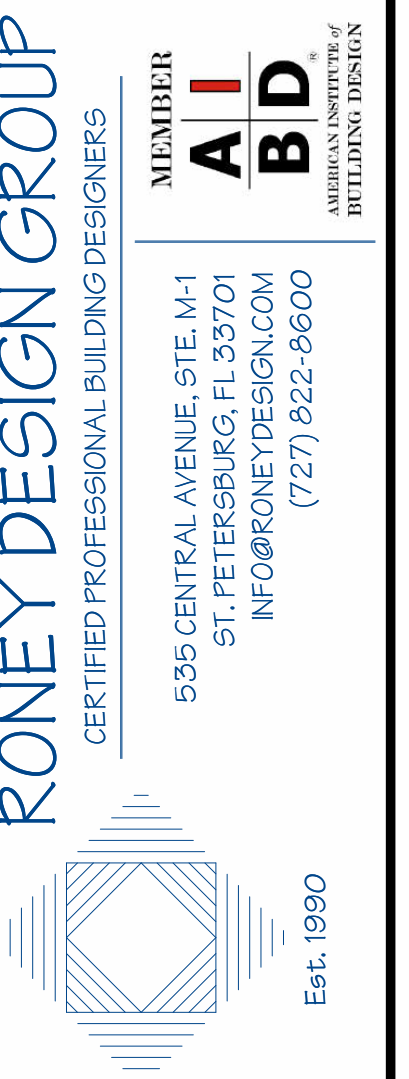 RONEY DESIGN GROUP
CERTIFIED PROFESSIONAL BUILDING DESIGNERS
535 CENTRAL AVENUE, STE. M-1
ST. PETERSBURG, FL 33701
INFO@RONEYDESIGN.COM
(727) 822-8600
MEMBER
A I
B D®
AMERICAN INSTITUTE of
BUILDING DESIGN
Est. 1990